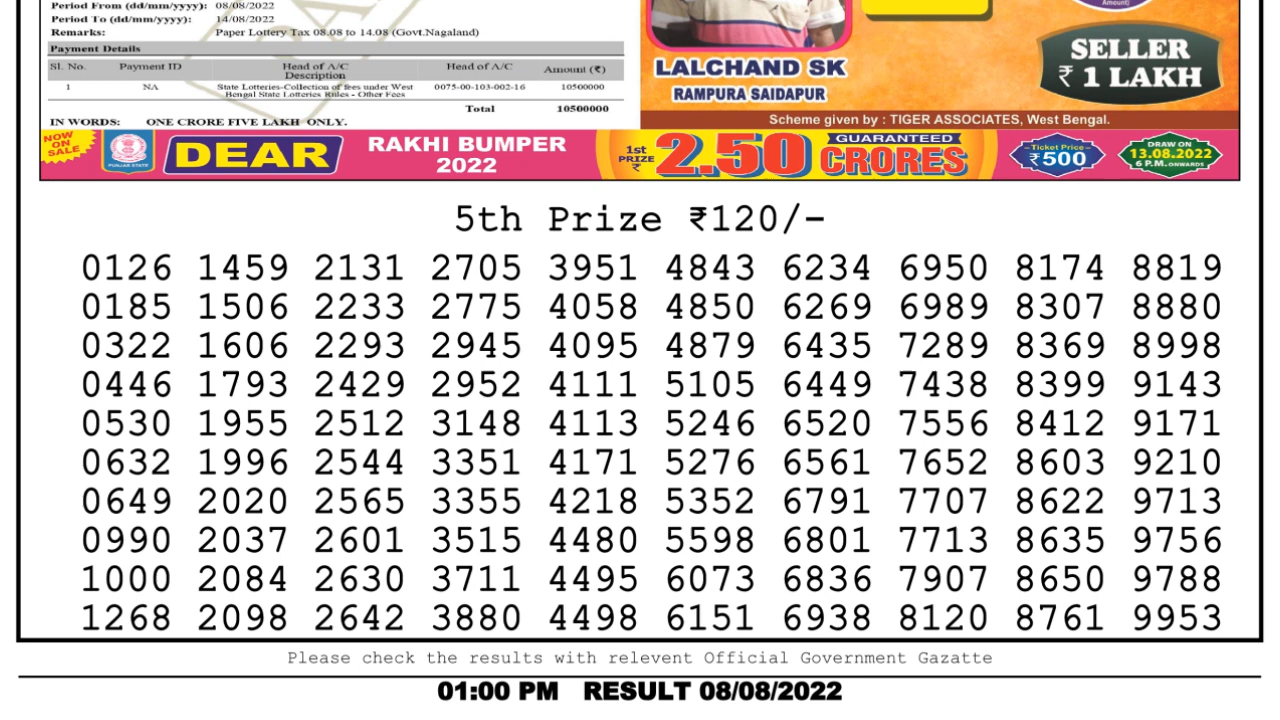 Period From (dd/mm/yyyy): 08/08/2022
Period To (dd/mm/yyyy): 14/08/2022
Remarks: Paper Lottery Tax 08.08 to 14.08 (Govt.Nagaland)
Payment Details
Sl. No. Payment ID Head of A/C Description Head of A/C Amount (₹)
1 NA State Lotteries-Collection of fees under West Bengal State Lotteries Rules - Other Fees 0075-00-103-002-16 10500000
Total 10500000
IN WORDS: ONE CRORE FIVE LAKH ONLY.
Amount)
SELLER
₹ 1 LAKH
LALCHAND SK
RAMPURA SAIDAPUR
Scheme given by : TIGER ASSOCIATES, West Bengal.
NOW ON SALE
PUNJAB STATE
DEAR
RAKHI BUMPER
2022
1st PRIZE ₹
2.50
GUARANTEED
CRORES
Ticket Price
₹500
DRAW ON
13.08.2022
6 P.M. ONWARDS
5th Prize ₹120/-
0126 1459 2131 2705 3951 4843 6234 6950 8174 8819
0185 1506 2233 2775 4058 4850 6269 6989 8307 8880
0322 1606 2293 2945 4095 4879 6435 7289 8369 8998
0446 1793 2429 2952 4111 5105 6449 7438 8399 9143
0530 1955 2512 3148 4113 5246 6520 7556 8412 9171
0632 1996 2544 3351 4171 5276 6561 7652 8603 9210
0649 2020 2565 3355 4218 5352 6791 7707 8622 9713
0990 2037 2601 3515 4480 5598 6801 7713 8635 9756
1000 2084 2630 3711 4495 6073 6836 7907 8650 9788
1268 2098 2642 3880 4498 6151 6938 8120 8761 9953
Please check the results with relevent Official Government Gazatte
01:00 PM RESULT 08/08/2022